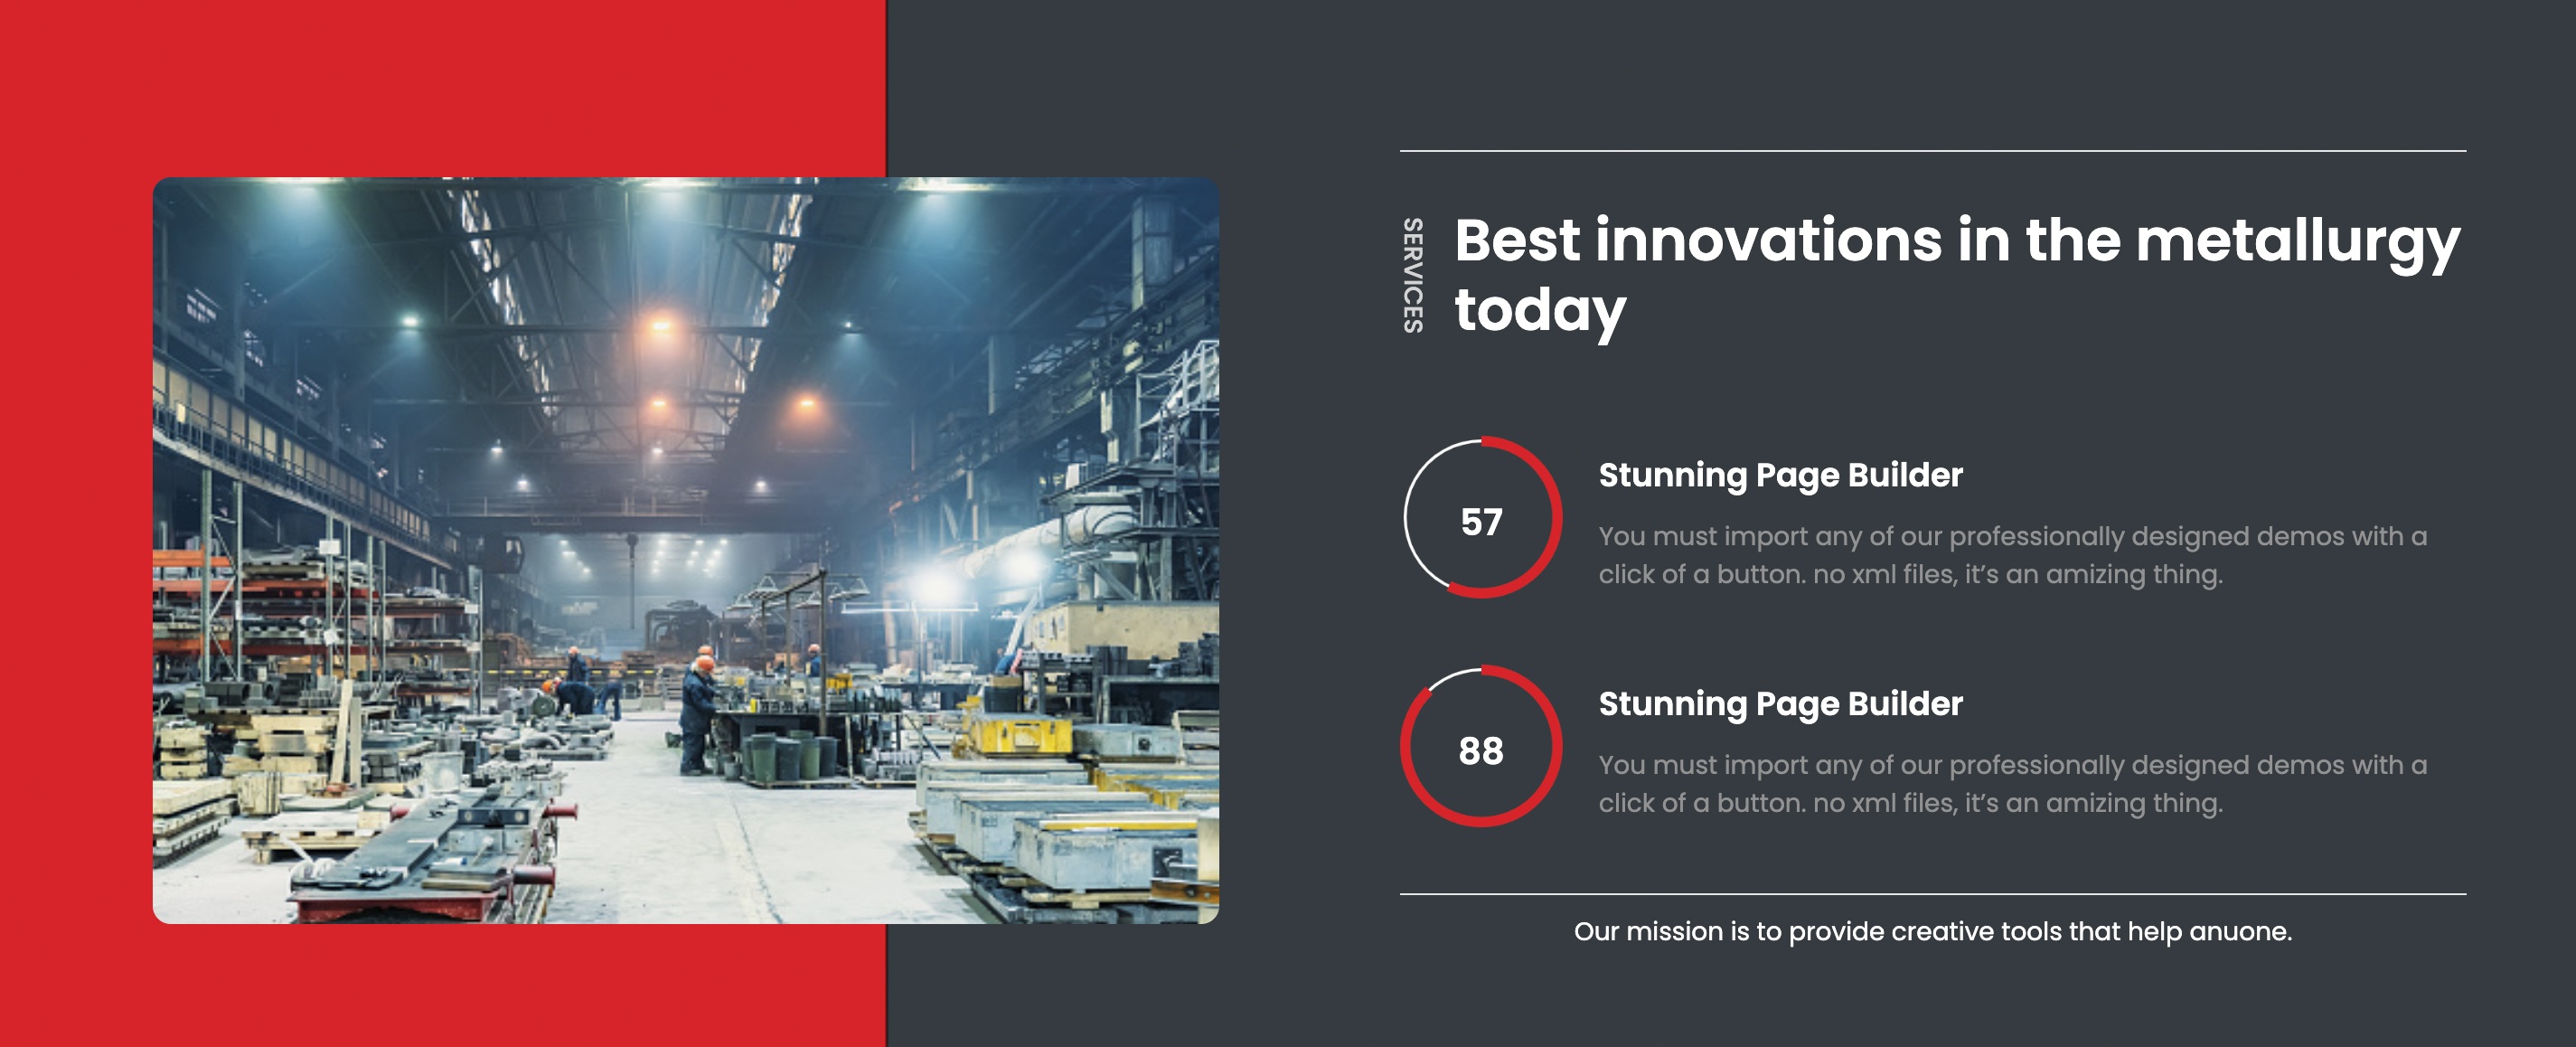 SERVICES
Best innovations in the metallurgy
today
57
Stunning Page Builder
You must import any of our professionally designed demos with a
click of a button. no xml files, it’s an amizing thing.
88
Stunning Page Builder
You must import any of our professionally designed demos with a
click of a button. no xml files, it’s an amizing thing.
Our mission is to provide creative tools that help anuone.